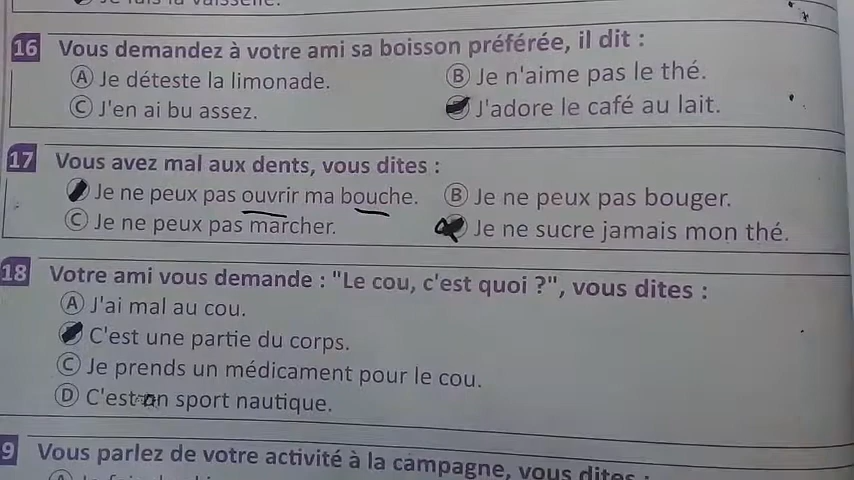 16 Vous demandez à votre ami sa boisson préférée, il dit :
A Je déteste la limonade. B Je n'aime pas le thé.
C J'en ai bu assez. J'adore le café au lait.
17 Vous avez mal aux dents, vous dites :
Je ne peux pas ouvrir ma bouche. B Je ne peux pas bouger.
C Je ne peux pas marcher. Je ne sucre jamais mon thé.
18 Votre ami vous demande : "Le cou, c'est quoi ?", vous dites :
A J'ai mal au cou.
C'est une partie du corps.
C Je prends un médicament pour le cou.
D C'est un sport nautique.
9 Vous parlez de votre activité à la campagne, vous dites :